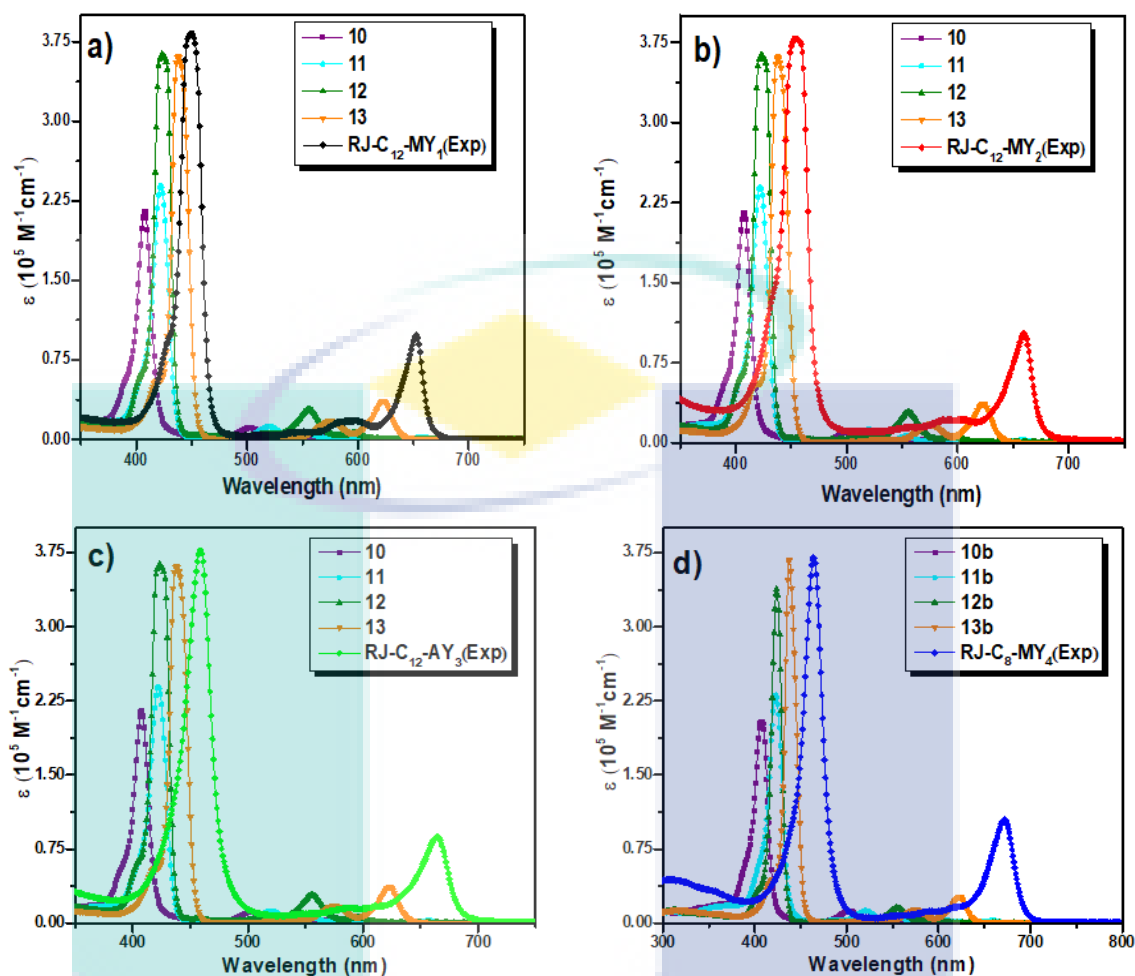 a)
10
11
12
13
RJ-C₁₂-MY₁(Exp)
3.75
3.00
2.25
1.50
0.75
0.00
ε (10⁵ M⁻¹cm⁻¹)
400
500
600
700
Wavelength (nm)
b)
10
11
12
13
RJ-C₁₂-MY₂(Exp)
3.75
3.00
2.25
1.50
0.75
0.00
ε (10⁵ M⁻¹cm⁻¹)
400
500
600
700
Wavelength (nm)
c)
10
11
12
13
RJ-C₁₂-AY₃(Exp)
3.75
3.00
2.25
1.50
0.75
0.00
ε (10⁵ M⁻¹cm⁻¹)
400
500
600
700
Wavelength (nm)
d)
10b
11b
12b
13b
RJ-C₈-MY₄(Exp)
3.75
3.00
2.25
1.50
0.75
0.00
ε (10⁵ M⁻¹cm⁻¹)
300
400
500
600
700
800
Wavelength (nm)